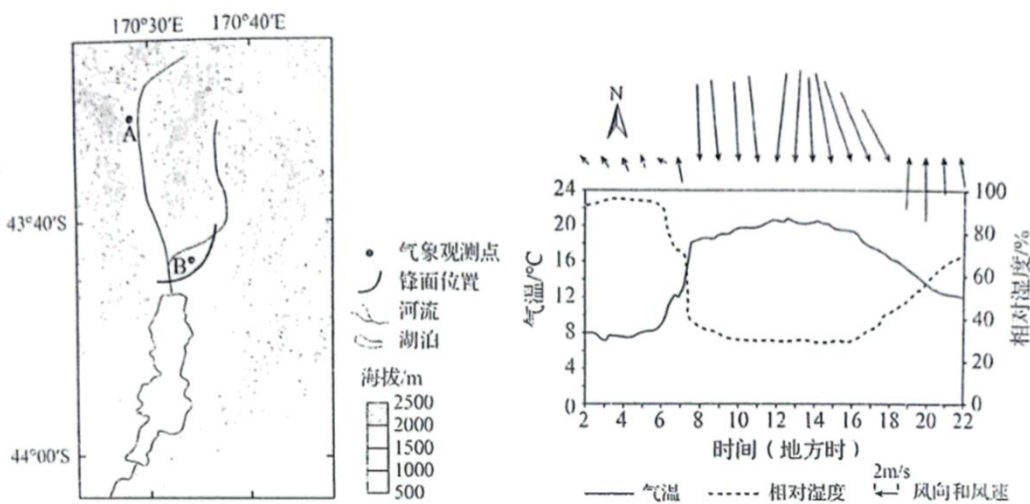 170°30′E 170°40′E
A
43°40′S
B
44°00′S
气象观测点
锋面位置
河流
湖泊
海拔/m
2500
2000
1500
1000
500
N
24
20
16
12
8
4
0
气温/℃
100
80
60
40
20
0
相对湿度/%
2 4 6 8 10 12 14 16 18 20 22
时间（地方时）
2m/s
气温 相对湿度 风向和风速